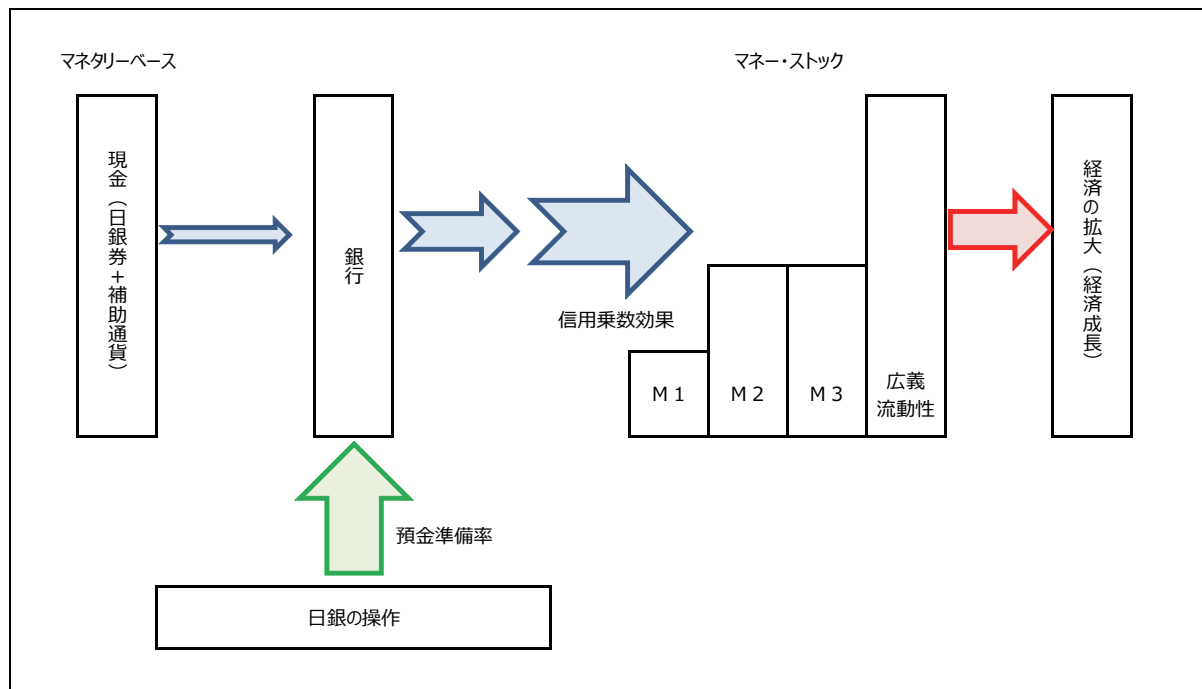 マネタリーベース
マネー・ストック
現金（日銀券＋補助通貨）
銀行
信用乗数効果
M１
M２
M３
広義
流動性
経済の拡大（経済成長）
預金準備率
日銀の操作